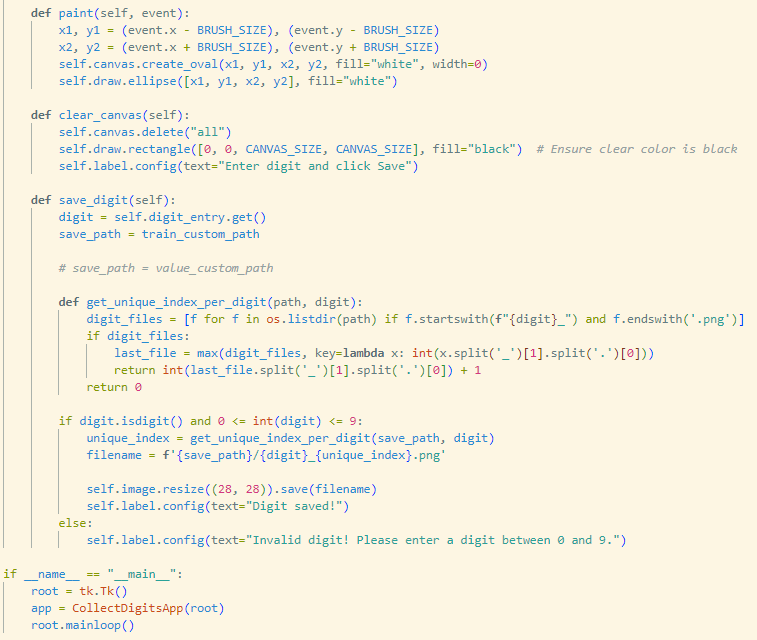 def paint(self, event):
x1, y1 = (event.x - BRUSH_SIZE), (event.y - BRUSH_SIZE)
x2, y2 = (event.x + BRUSH_SIZE), (event.y + BRUSH_SIZE)
self.canvas.create_oval(x1, y1, x2, y2, fill="white", width=0)
self.draw.ellipse([x1, y1, x2, y2], fill="white")
def clear_canvas(self):
self.canvas.delete("all")
self.draw.rectangle([0, 0, CANVAS_SIZE, CANVAS_SIZE], fill="black")  # Ensure clear color is black
self.label.config(text="Enter digit and click Save")
def save_digit(self):
digit = self.digit_entry.get()
save_path = train_custom_path
# save_path = value_custom_path
def get_unique_index_per_digit(path, digit):
digit_files = [f for f in os.listdir(path) if f.startswith(f"{digit}_") and f.endswith('.png')]
if digit_files:
last_file = max(digit_files, key=lambda x: int(x.split('_')[1].split('.')[0]))
return int(last_file.split('_')[1].split('.')[0]) + 1
return 0
if digit.isdigit() and 0 <= int(digit) <= 9:
unique_index = get_unique_index_per_digit(save_path, digit)
filename = f'{save_path}/{digit}_{unique_index}.png'
self.image.resize((28, 28)).save(filename)
self.label.config(text="Digit saved!")
else:
self.label.config(text="Invalid digit! Please enter a digit between 0 and 9.")
if __name__ == "__main__":
root = tk.Tk()
app = CollectDigitsApp(root)
root.mainloop()